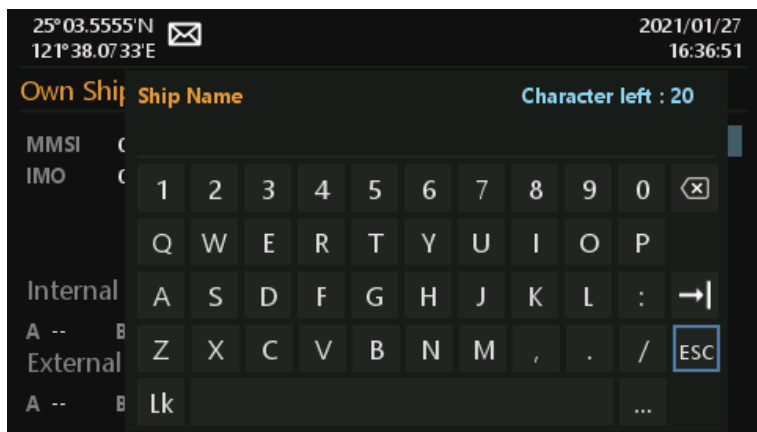 25°03.5555'N
121°38.0733'E
2021/01/27
16:36:51
Own Ship
Ship Name
Character left : 20
MMSI
IMO
1 2 3 4 5 6 7 8 9 0
Q W E R T Y U I O P
Internal
A S D F G H J K L :
A --
External
Z X C V B N M , . / ESC
A --
Lk ...